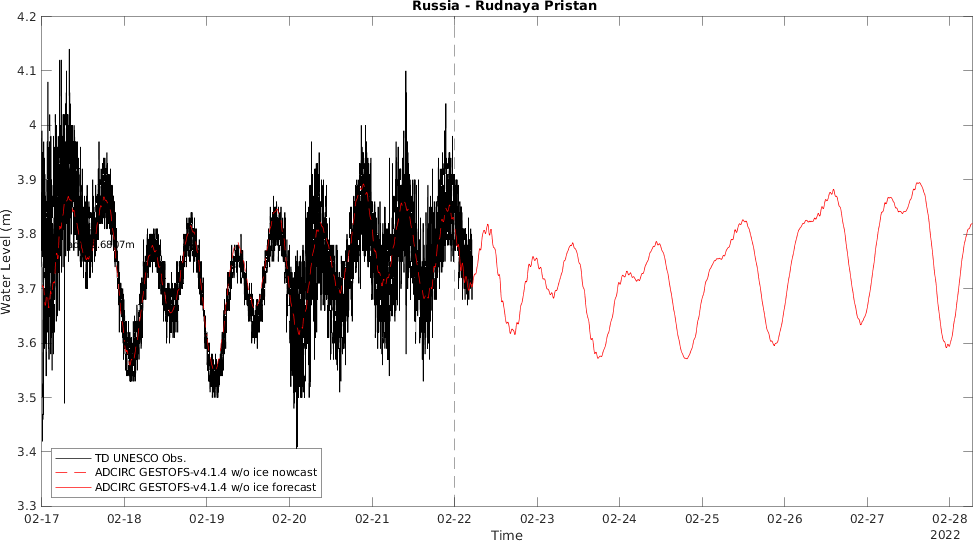 Russia - Rudnaya Pristan
4.2
4.1
4
3.9
3.8
3.7
3.6
3.5
3.4
3.3
Water Level (m)
TD UNESCO Obs.
ADCIRC GESTOFS-v4.1.4 w/o ice nowcast
ADCIRC GESTOFS-v4.1.4 w/o ice forecast
02-17 02-18 02-19 02-20 02-21 02-22 02-23 02-24 02-25 02-26 02-27 02-28
2022
Time